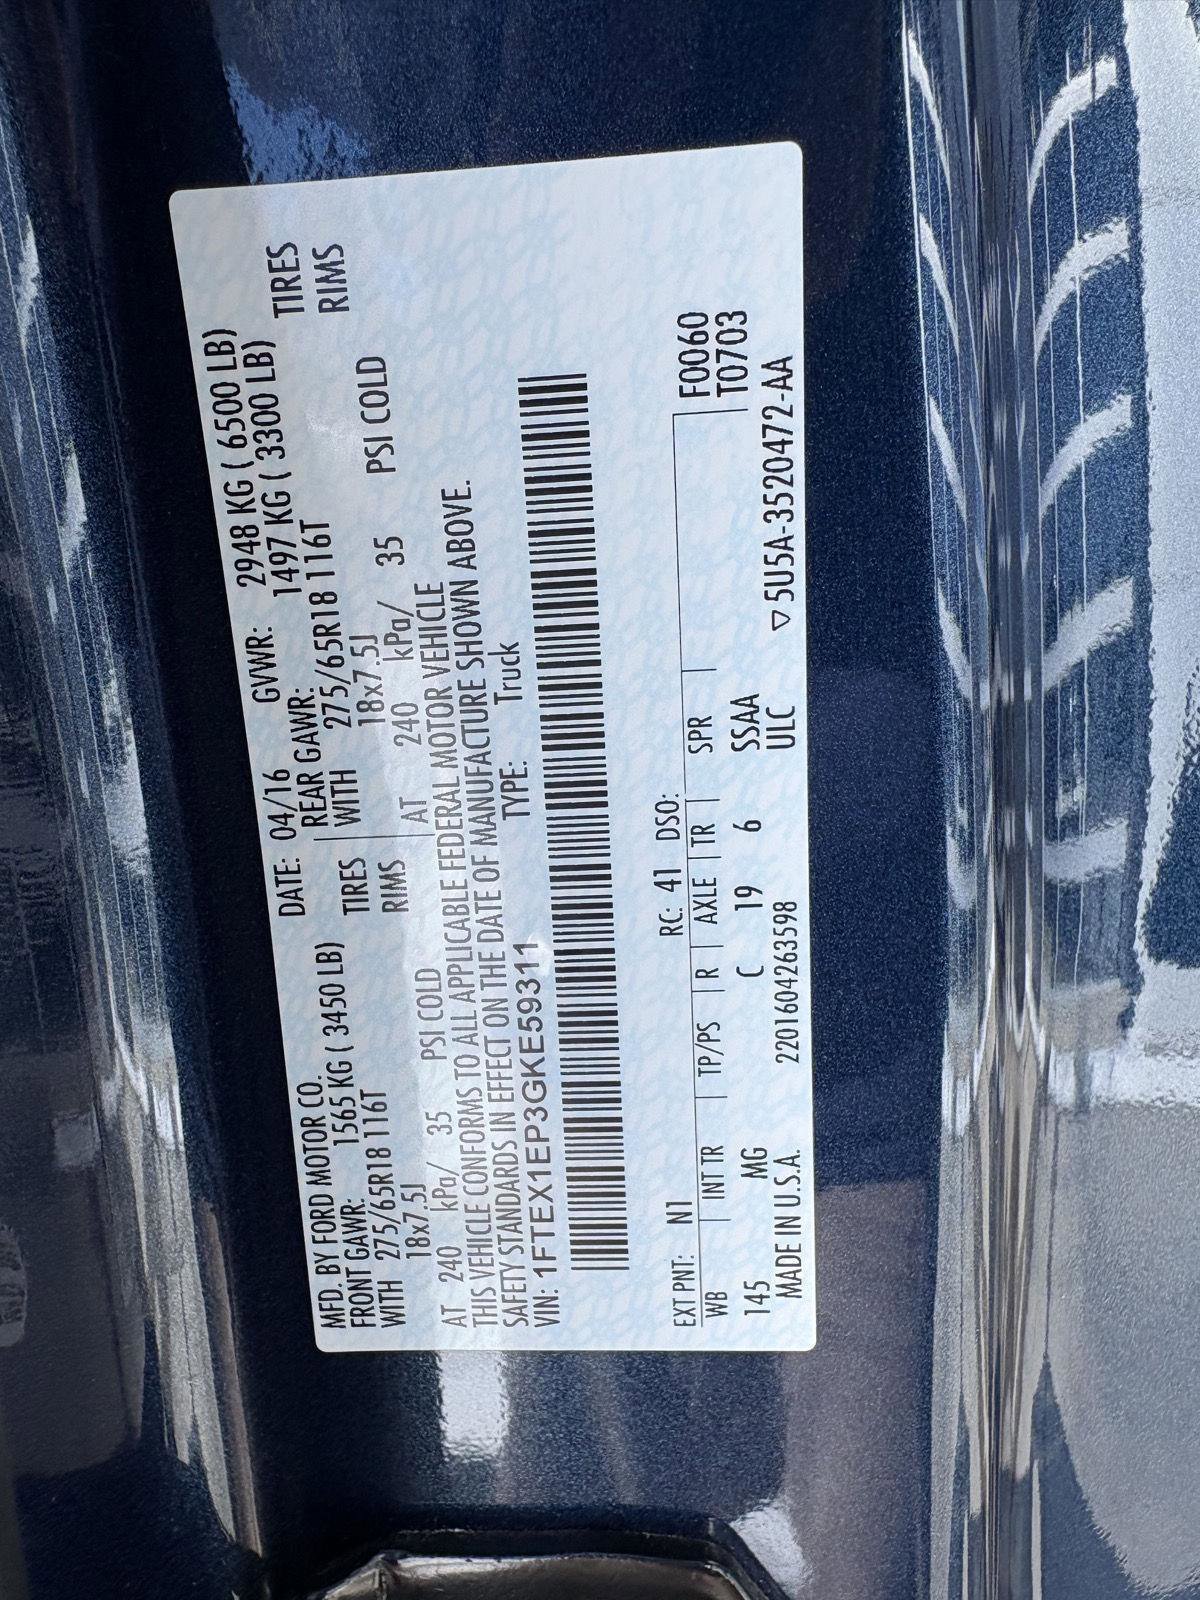 MFD. BY FORD MOTOR CO. DATE: 04/16 GVWR: 2948 KG ( 6500 LB)
FRONT GAWR: 1565 KG ( 3450 LB) REAR GAWR: 1497 KG ( 3300 LB)
WITH 275/65R18 116T TIRES WITH 275/65R18 116T TIRES
18x7.5J RIMS 18x7.5J RIMS
AT 240 kPa/ 35 PSI COLD AT 240 kPa/ 35 PSI COLD
THIS VEHICLE CONFORMS TO ALL APPLICABLE FEDERAL MOTOR VEHICLE
SAFETY STANDARDS IN EFFECT ON THE DATE OF MANUFACTURE SHOWN ABOVE.
VIN: 1FTEX1EP3GKE59311 TYPE: Truck
EXT PNT: N1 RC: 41 DSO: F0060
WB INT TR TP/PS R AXLE TR SPR T0703
145 MG C 19 6 SSAA
MADE IN U.S.A. 220160426359​8 ULC ▽5U5A-3520472-AA